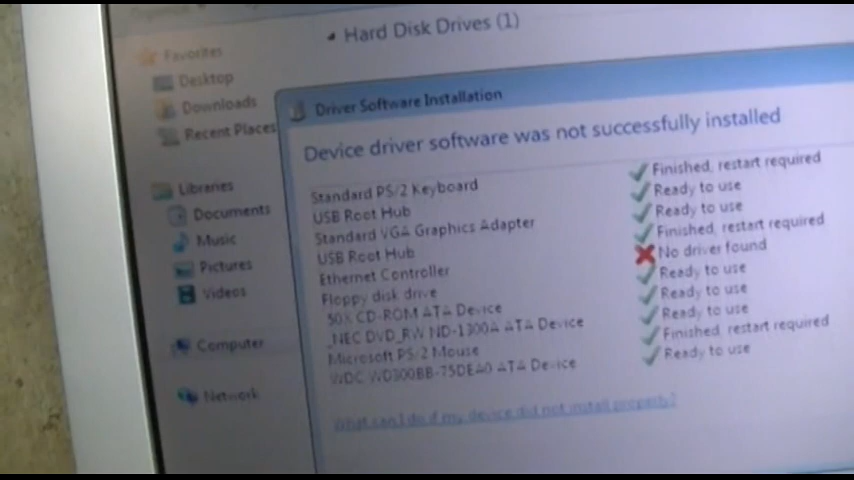 Hard Disk Drives (1)
Favorites
Desktop
Downloads
Recent Places
Libraries
Documents
Music
Pictures
Videos
Computer
Network
Driver Software Installation
Device driver software was not successfully installed
Standard PS/2 Keyboard Finished, restart required
USB Root Hub Ready to use
Standard VGA Graphics Adapter Ready to use
USB Root Hub Finished, restart required
Ethernet Controller No driver found
Floppy disk drive Ready to use
50X CD-ROM ATA Device Ready to use
_NEC DVD_RW ND-1300A ATA Device Ready to use
Microsoft PS/2 Mouse Finished, restart required
WDC WD300BB-75DEA0 ATA Device Ready to use
What can I do if my device did not install properly?